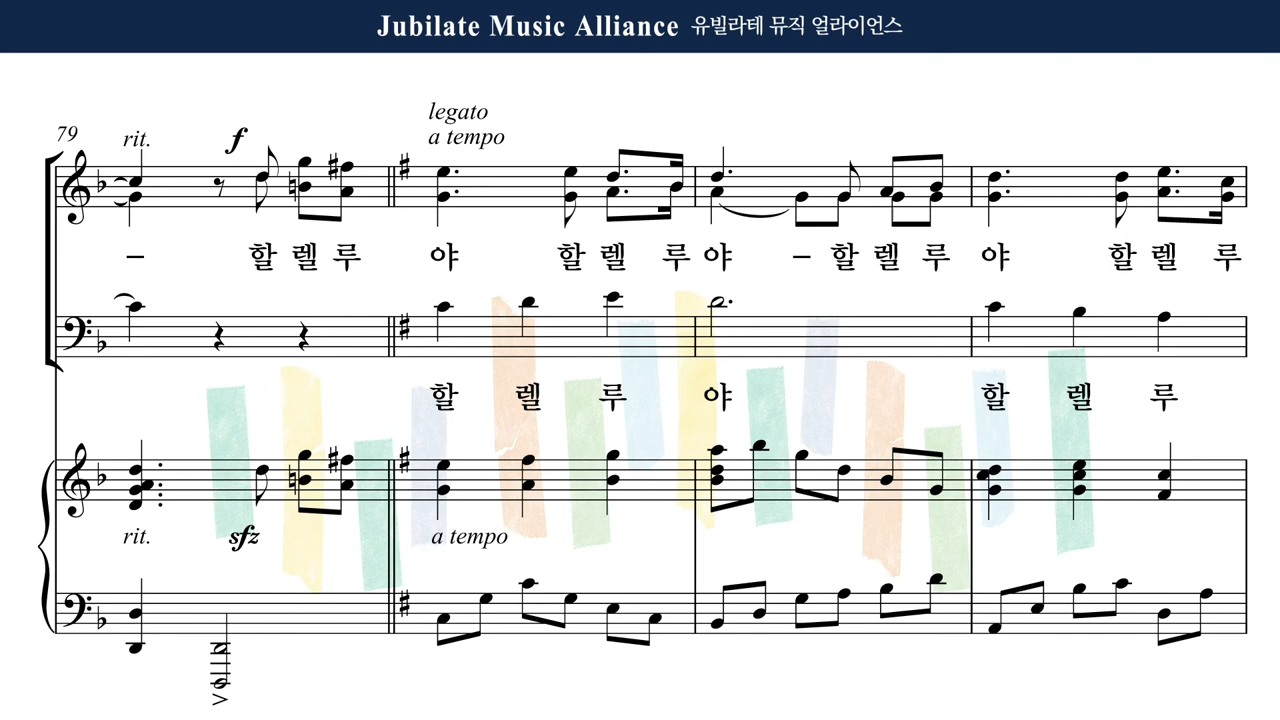 Jubilate Music Alliance 유빌라테 뮤직 얼라이언스
legato
79 rit. f a tempo
– 할 렐 루 야 할 렐 루 야 – 할 렐 루 야 할 렐 루
할 렐 루 야 할 렐 루
rit. sfz a tempo